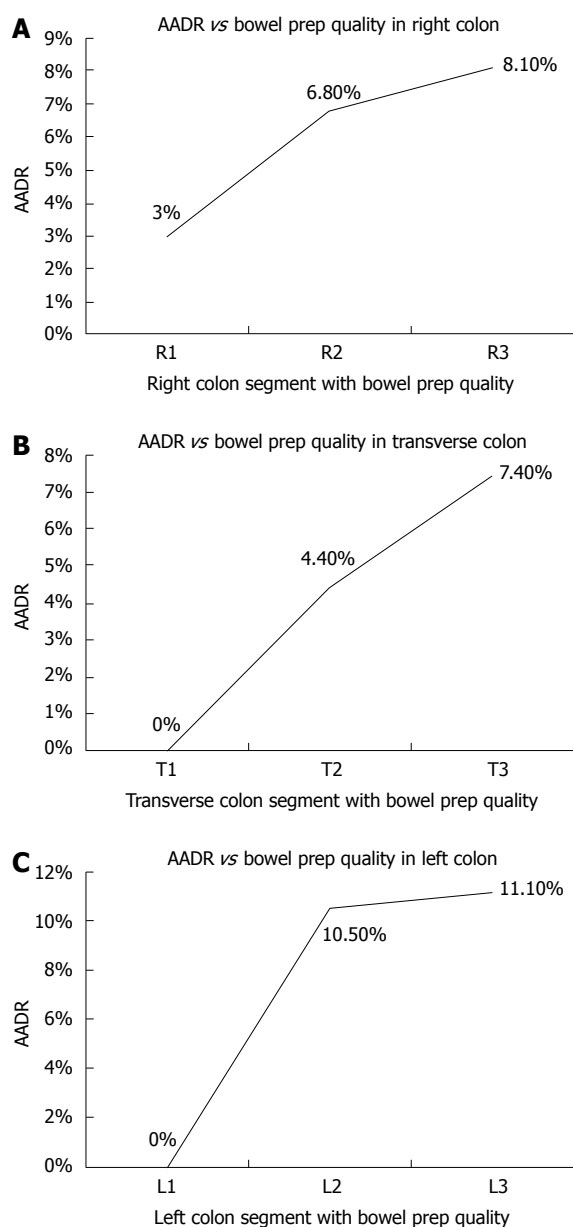 A
AADR vs bowel prep quality in right colon
9%
8%
7%
6%
5%
4%
3%
2%
1%
0%
AADR
3%
6.80%
8.10%
R1 R2 R3
Right colon segment with bowel prep quality
B
AADR vs bowel prep quality in transverse colon
8%
7%
6%
5%
4%
3%
2%
1%
0%
AADR
0%
4.40%
7.40%
T1 T2 T3
Transverse colon segment with bowel prep quality
C
AADR vs bowel prep quality in left colon
12%
10%
8%
6%
4%
2%
0%
AADR
0%
10.50%
11.10%
L1 L2 L3
Left colon segment with bowel prep quality